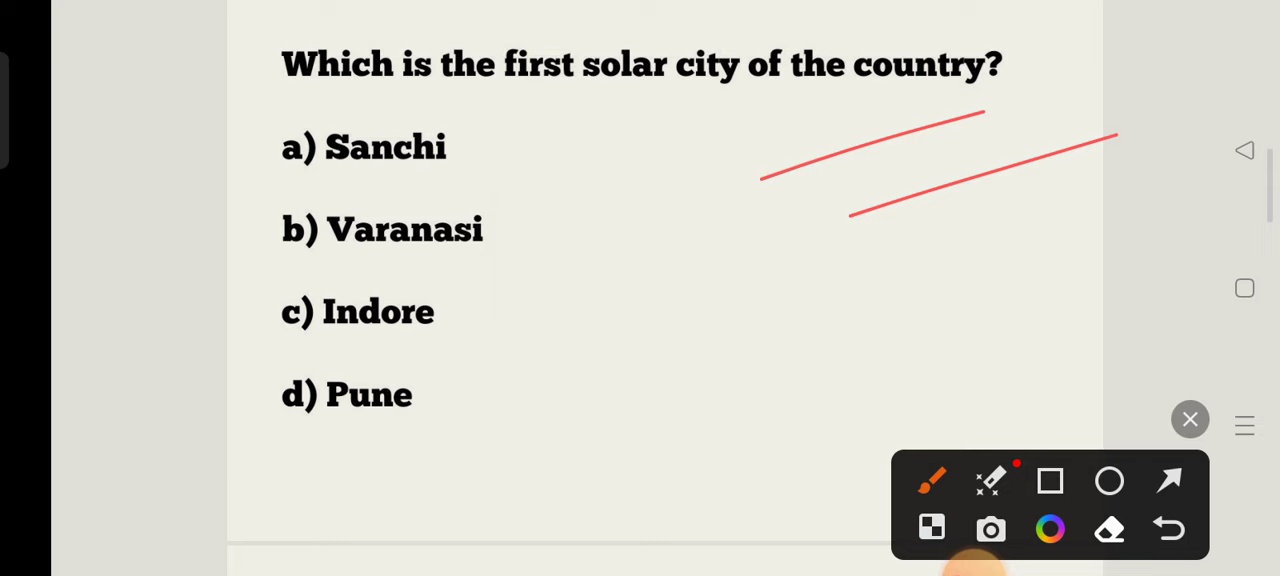 Which is the first solar city of the country?
a) Sanchi
b) Varanasi
c) Indore
d) Pune